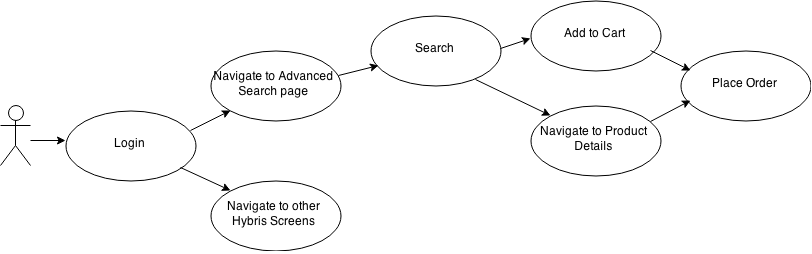 Login
Navigate to Advanced
Search page
Navigate to other
Hybris Screens
Search
Add to Cart
Navigate to Product
Details
Place Order